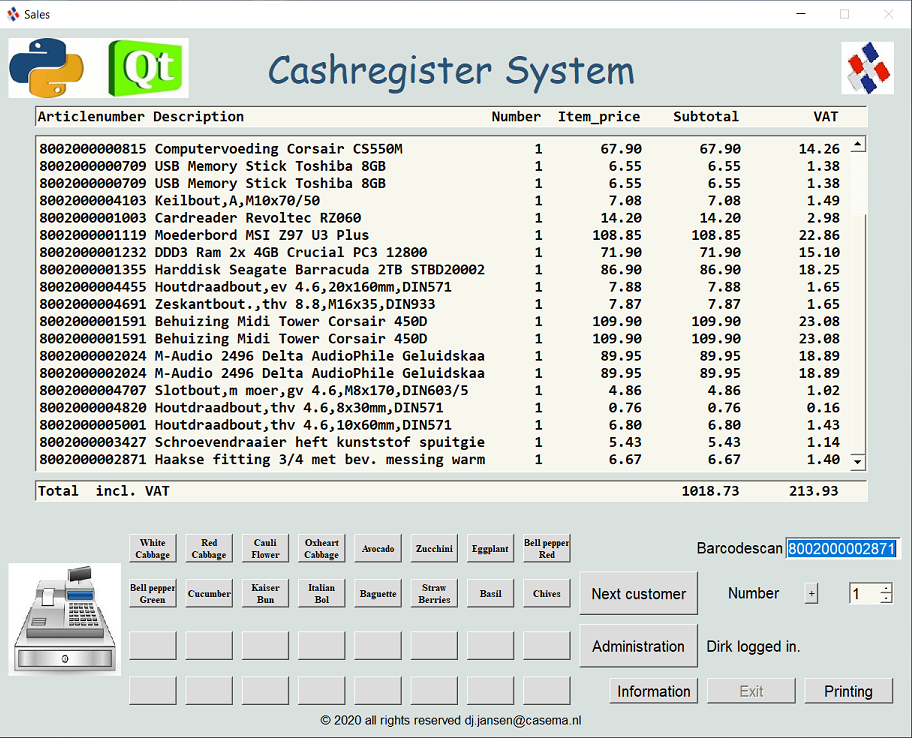 Sales
Qt
Cashregister System
Articlenumber Description Number Item_price Subtotal VAT
8002000000815 Computervoeding Corsair CS550M 1 67.90 67.90 14.26
8002000000709 USB Memory Stick Toshiba 8GB 1 6.55 6.55 1.38
8002000000709 USB Memory Stick Toshiba 8GB 1 6.55 6.55 1.38
8002000004103 Keilbout,A,M10x70/50 1 7.08 7.08 1.49
8002000001003 Cardreader Revoltec RZ060 1 14.20 14.20 2.98
8002000001119 Moederbord MSI Z97 U3 Plus 1 108.85 108.85 22.86
8002000001232 DDD3 Ram 2x 4GB Crucial PC3 12800 1 71.90 71.90 15.10
8002000001355 Harddisk Seagate Barracuda 2TB STBD20002 1 86.90 86.90 18.25
8002000004455 Houtdraadbout,ev 4.6,20x160mm,DIN571 1 7.88 7.88 1.65
8002000004691 Zeskantbout.,thv 8.8,M16x35,DIN933 1 7.87 7.87 1.65
8002000001591 Behuizing Midi Tower Corsair 450D 1 109.90 109.90 23.08
8002000001591 Behuizing Midi Tower Corsair 450D 1 109.90 109.90 23.08
8002000002024 M-Audio 2496 Delta AudioPhile Geluidskaa 1 89.95 89.95 18.89
8002000002024 M-Audio 2496 Delta AudioPhile Geluidskaa 1 89.95 89.95 18.89
8002000004707 Slotbout,m moer,gv 4.6,M8x170,DIN603/5 1 4.86 4.86 1.02
8002000004820 Houtdraadbout,thv 4.6,8x30mm,DIN571 1 0.76 0.76 0.16
8002000005001 Houtdraadbout,thv 4.6,10x60mm,DIN571 1 6.80 6.80 1.43
8002000003427 Schroevendraaier heft kunststof spuitgie 1 5.43 5.43 1.14
8002000002871 Haakse fitting 3/4 met bev. messing warm 1 6.67 6.67 1.40
Total incl. VAT 1018.73 213.93
White Cabbage
Red Cabbage
Cauli Flower
Oxheart Cabbage
Avocado
Zucchini
Eggplant
Bell pepper Red
Barcodescan 8002000002871
Bell pepper Green
Cucumber
Kaiser Bun
Italian Bol
Baguette
Straw Berries
Basil
Chives
Next customer
Number + 1
Administration
Dirk logged in.
Information
Exit
Printing
© 2020 all rights reserved dj.jansen@casema.nl